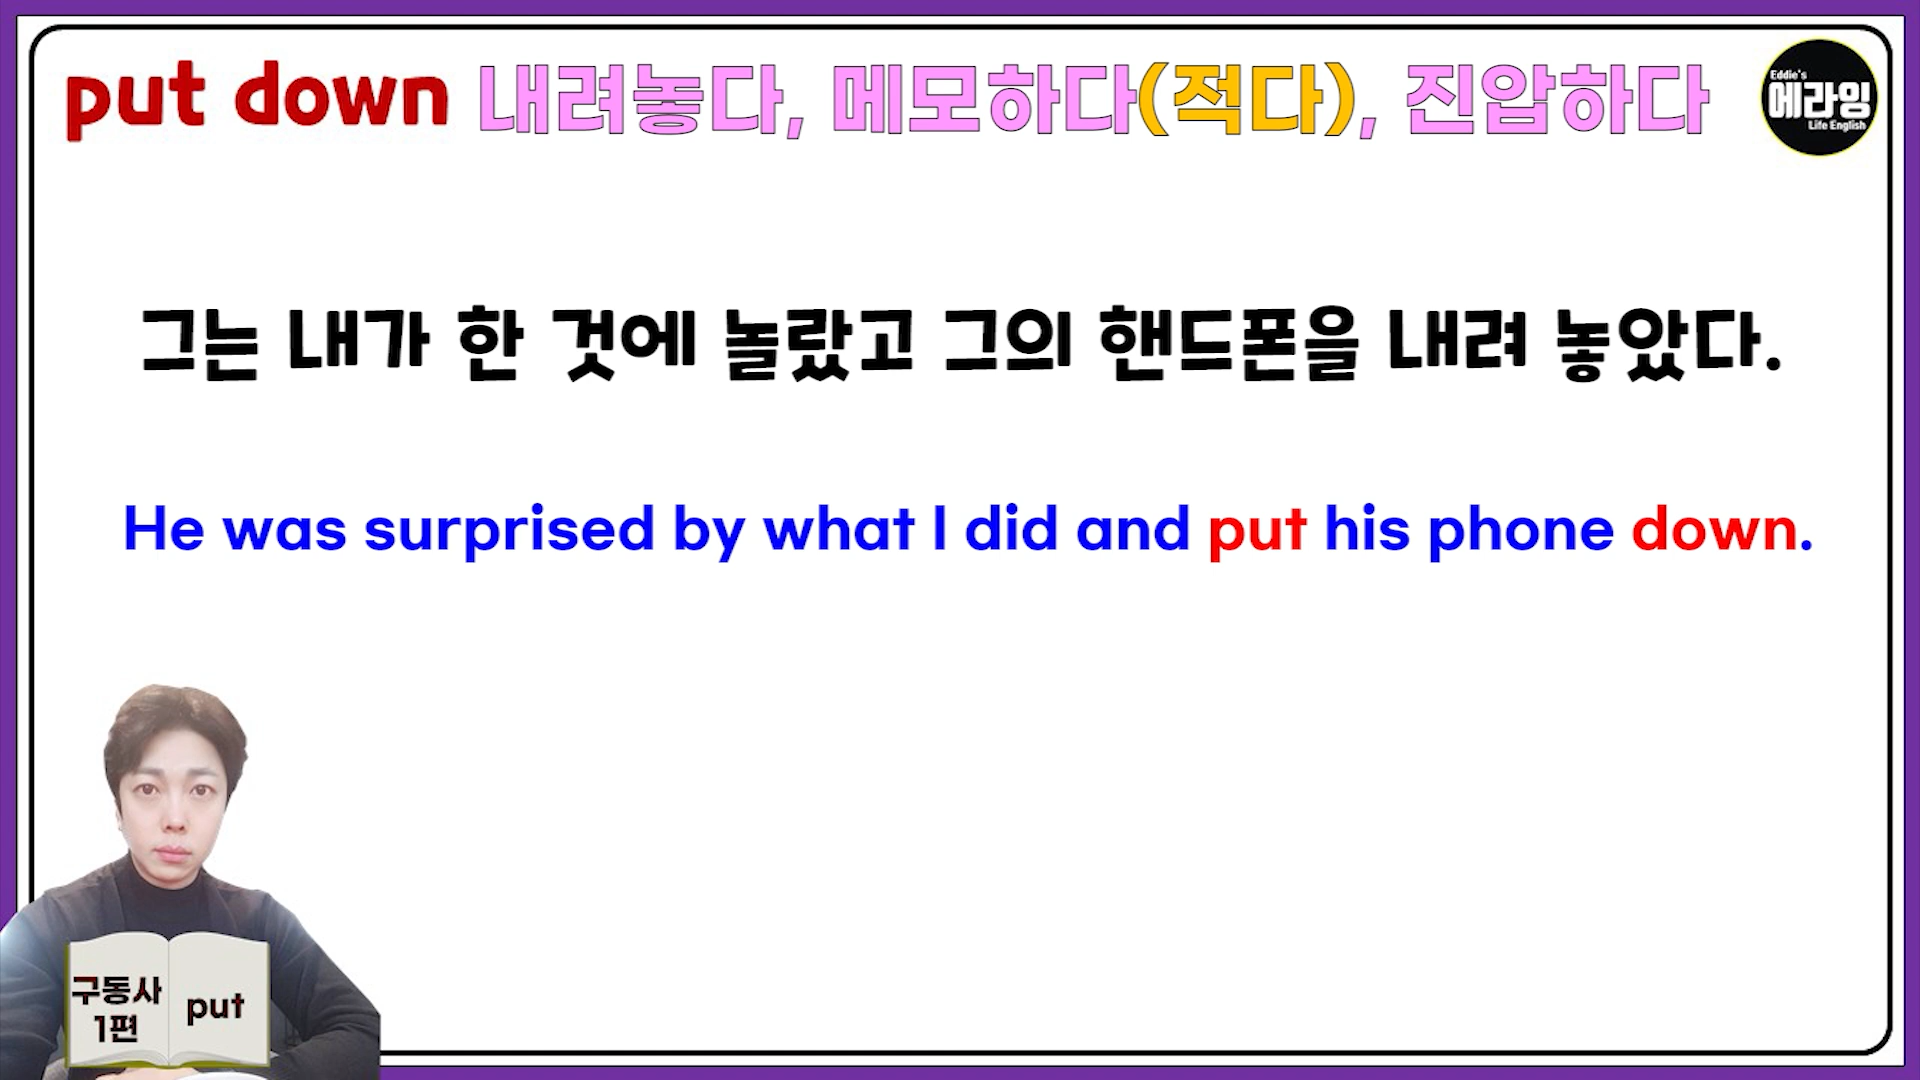 put down 내려놓다, 메모하다(적다), 진압하다
Eddie's
에라잉
Life English
그는 내가 한 것에 놀랐고 그의 핸드폰을 내려 놓았다.
He was surprised by what I did and put his phone down.
구동사
1편
put